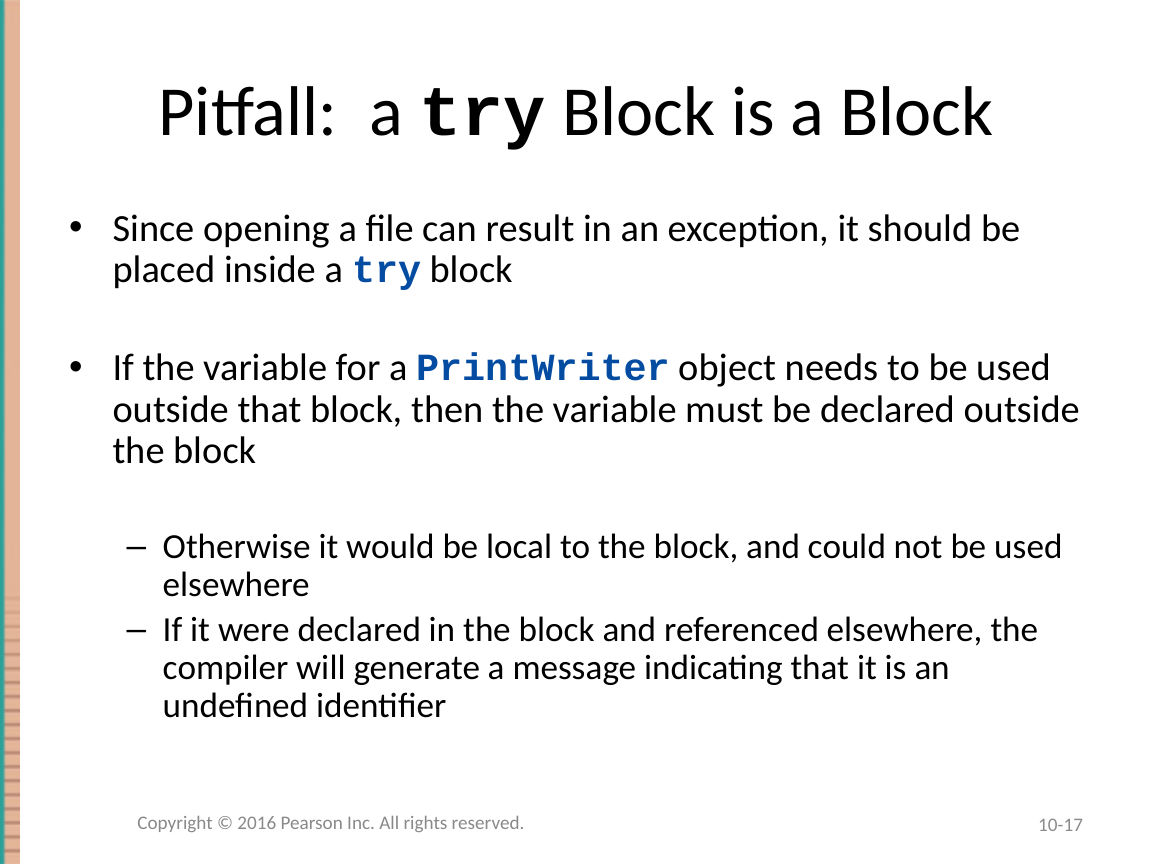 Pitfall: a try Block is a Block
• Since opening a file can result in an exception, it should be
placed inside a try block
• If the variable for a PrintWriter object needs to be used
outside that block, then the variable must be declared outside
the block
– Otherwise it would be local to the block, and could not be used
elsewhere
– If it were declared in the block and referenced elsewhere, the
compiler will generate a message indicating that it is an
undefined identifier
Copyright © 2016 Pearson Inc. All rights reserved.
10-17